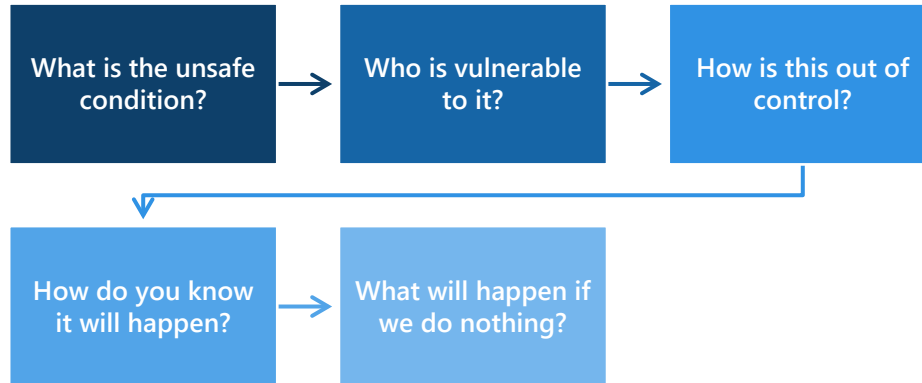 What is the unsafe
condition?
Who is vulnerable
to it?
How is this out of
control?
How do you know
it will happen?
What will happen if
we do nothing?